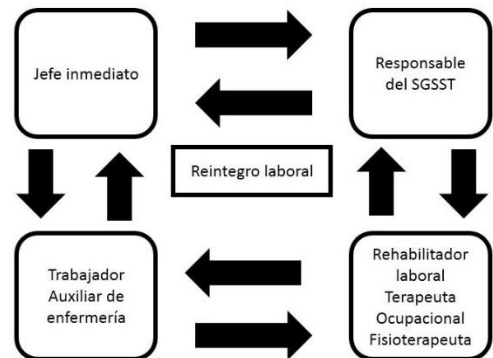 Jefe inmediato
Responsable
del SGSST
Reintegro laboral
Trabajador
Auxiliar de
enfermería
Rehabilitador
laboral
Terapeuta
Ocupacional
Fisioterapeuta